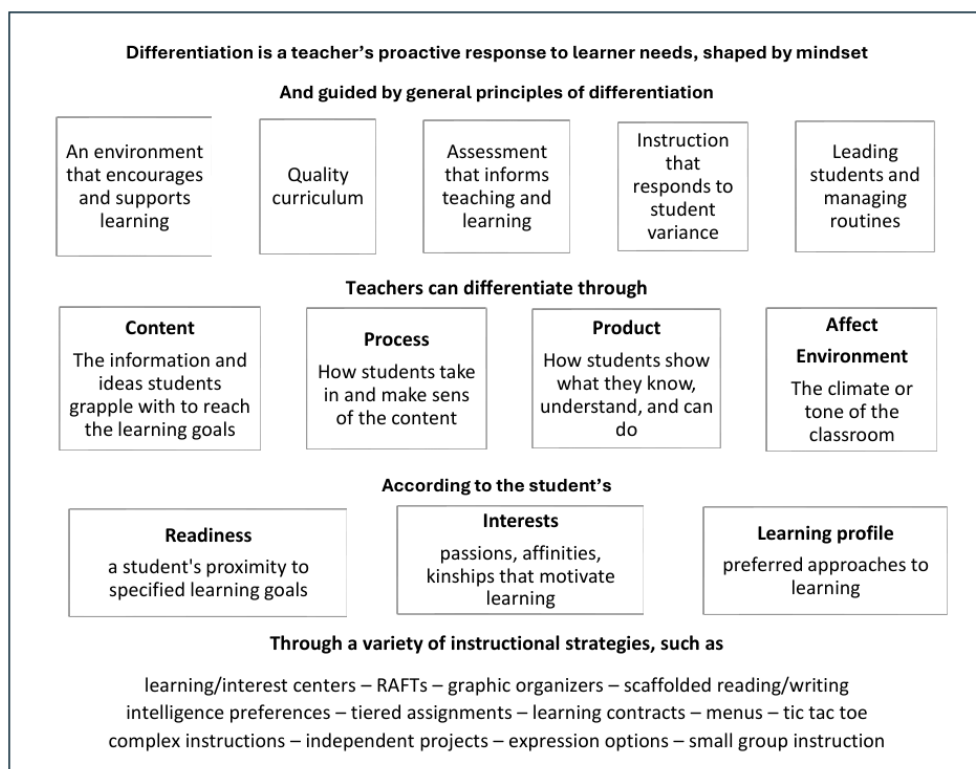 Differentiation is a teacher's proactive response to learner needs, shaped by mindset
And guided by general principles of differentiation
An environment
that encourages
and supports
learning
Quality
curriculum
Assessment
that informs
teaching and
learning
Instruction
that
responds to
student
variance
Leading
students and
managing
routines
Teachers can differentiate through
Content
The information and
ideas students
grapple with to reach
the learning goals
Process
How students take
in and make sens
of the content
Product
How students show
what they know,
understand, and can
do
Affect
Environment
The climate or
tone of the
classroom
According to the student's
Readiness
a student's proximity to
specified learning goals
Interests
passions, affinities,
kinships that motivate
learning
Learning profile
preferred approaches to
learning
Through a variety of instructional strategies, such as
learning/interest centers – RAFTs – graphic organizers – scaffolded reading/writing
intelligence preferences – tiered assignments – learning contracts – menus – tic tac toe
complex instructions – independent projects – expression options – small group instruction